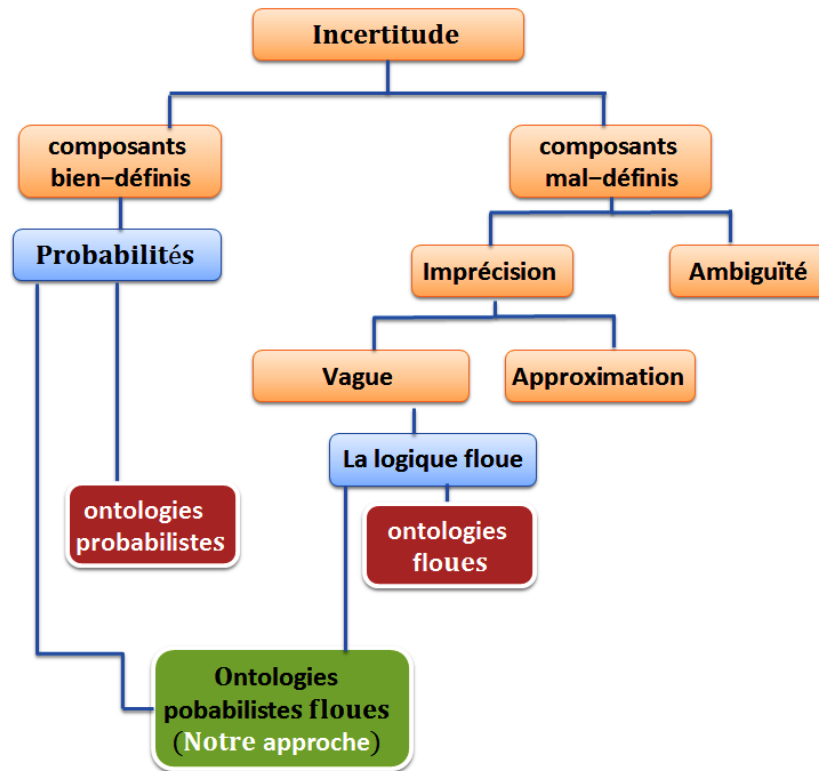 Incertitude
composants
bien-définis
composants
mal-définis
Probabilités
Imprécision
Ambiguïté
Vague
Approximation
La logique floue
ontologies
probabilistes
ontologies
floues
Ontologies
pobabilistes floues
(Notre approche)